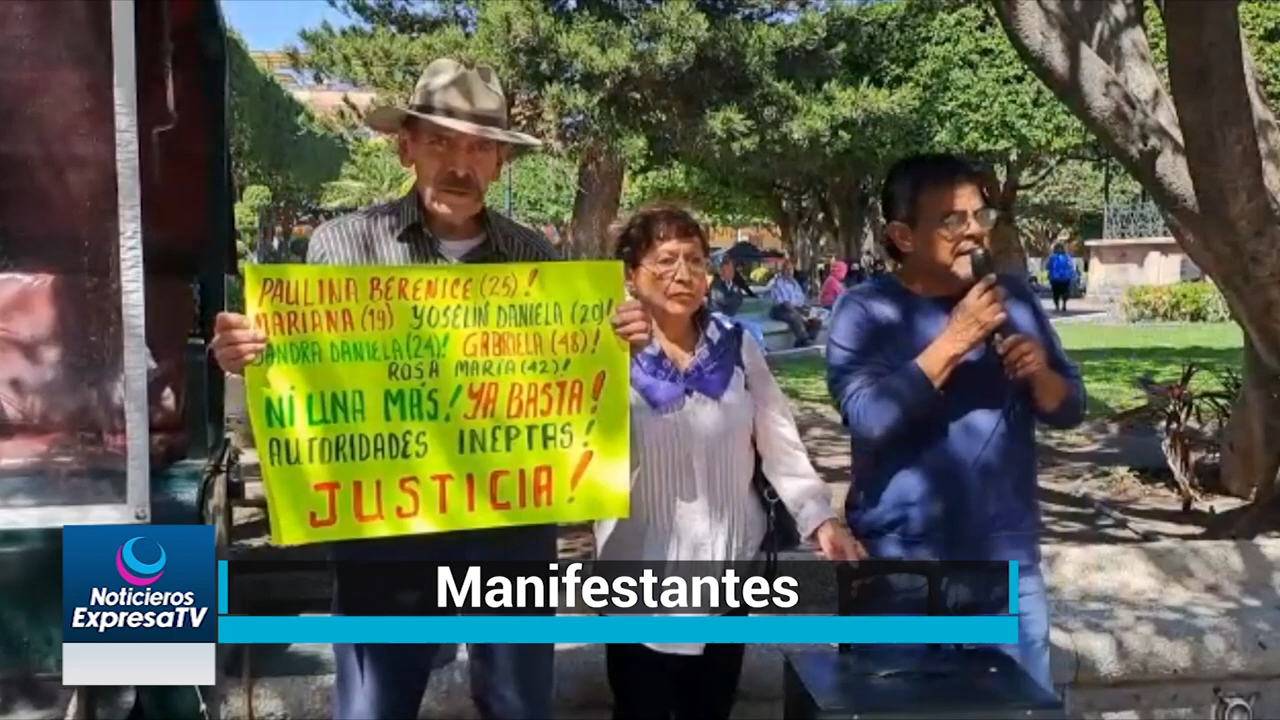 PAULINA BERENICE (25)!
MARIANA (19) YOSELIN DANIELA (20)!
SANDRA DANIELA (24)! GABRIELA (48)!
ROSA MARÍA (42)!
NI UNA MÁS! YA BASTA!
AUTORIDADES INEPTAS!
JUSTICIA!
Manifestantes
Noticieros
ExpresaTV